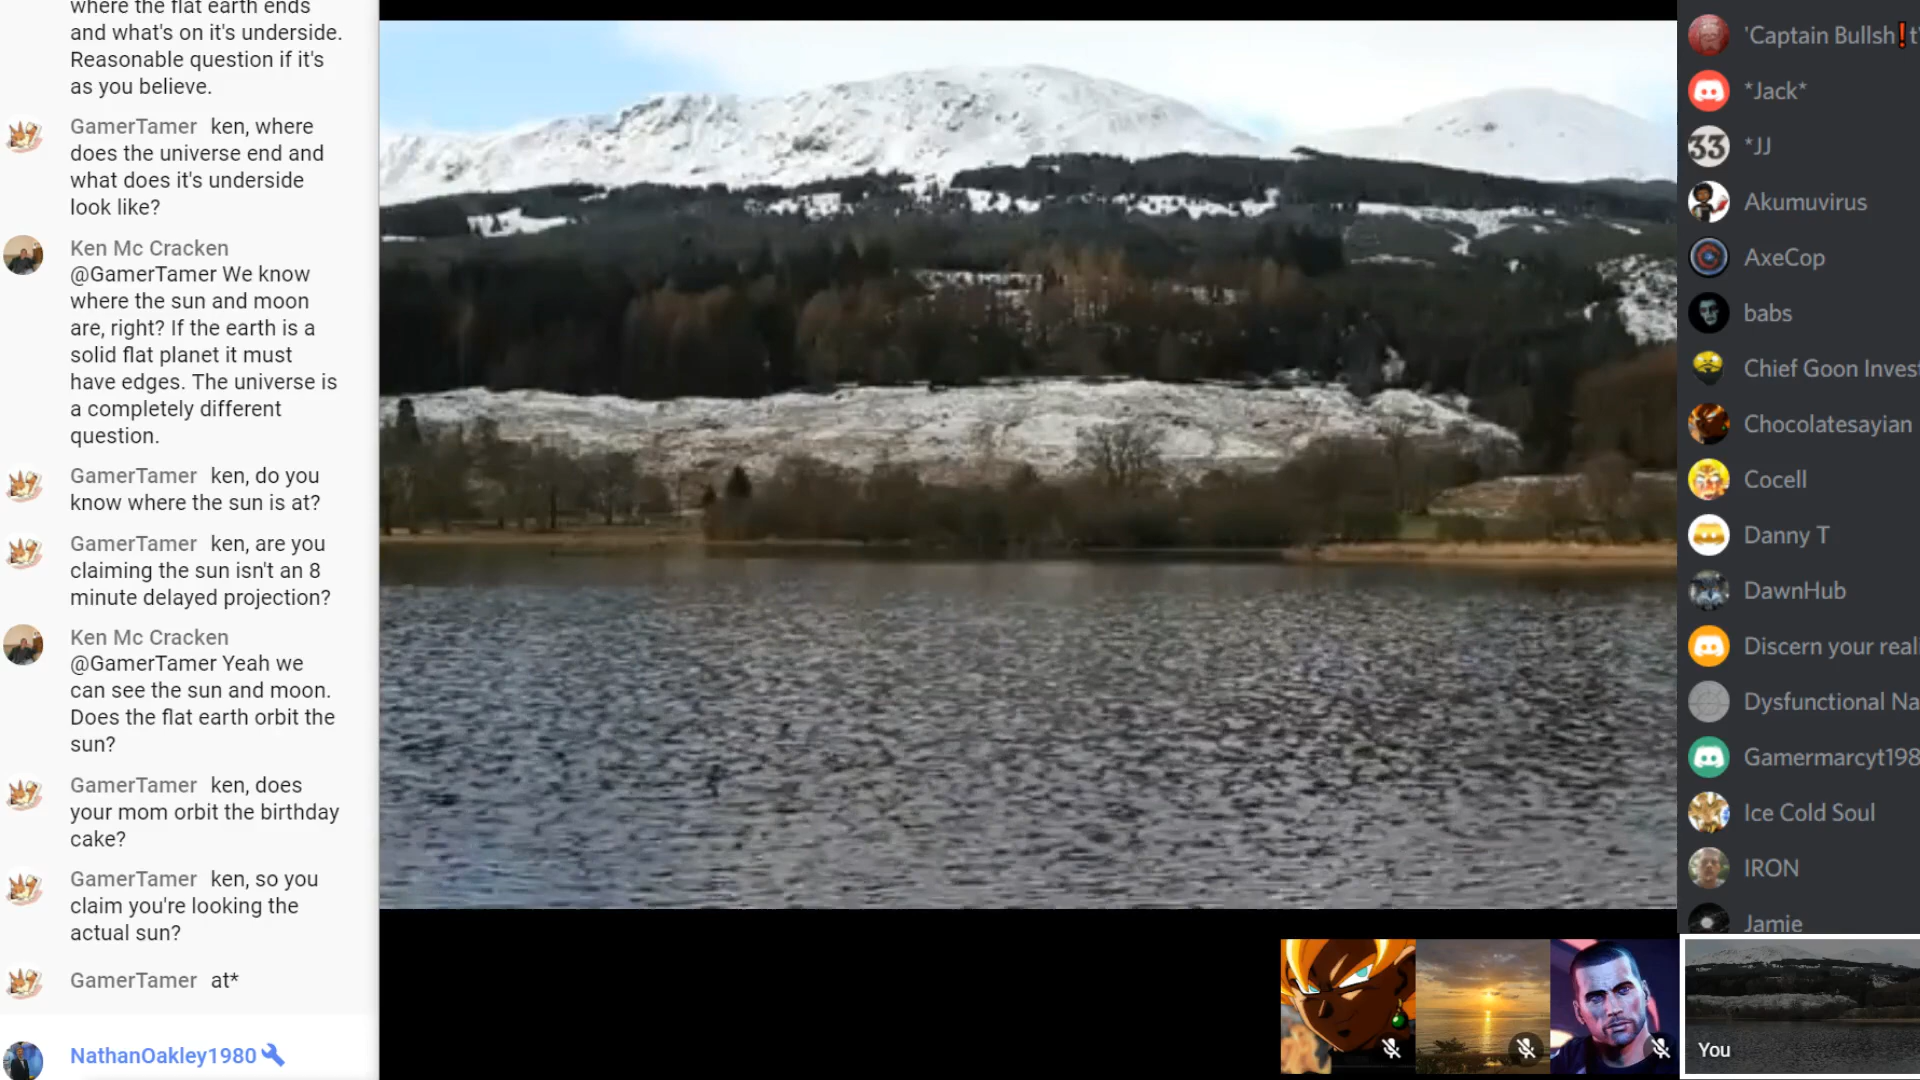 where the flat earth ends
and what's on it's underside.
Reasonable question if it's
as you believe.
GamerTamer ken, where
does the universe end and
what does it's underside
look like?
Ken Mc Cracken
@GamerTamer We know
where the sun and moon
are, right? If the earth is a
solid flat planet it must
have edges. The universe is
a completely different
question.
GamerTamer ken, do you
know where the sun is at?
GamerTamer ken, are you
claiming the sun isn't an 8
minute delayed projection?
Ken Mc Cracken
@GamerTamer Yeah we
can see the sun and moon.
Does the flat earth orbit the
sun?
GamerTamer ken, does
your mom orbit the birthday
cake?
GamerTamer ken, so you
claim you're looking the
actual sun?
GamerTamer at*
NathanOakley1980
'Captain Bullsh❗t'
*Jack*
33
*JJ
Akumuvirus
AxeCop
babs
Chief Goon Invest
Chocolatesayian
Cocell
Danny T
DawnHub
Discern your reali
Dysfunctional Na
Gamermarcyt198
Ice Cold Soul
IRON
Jamie
You